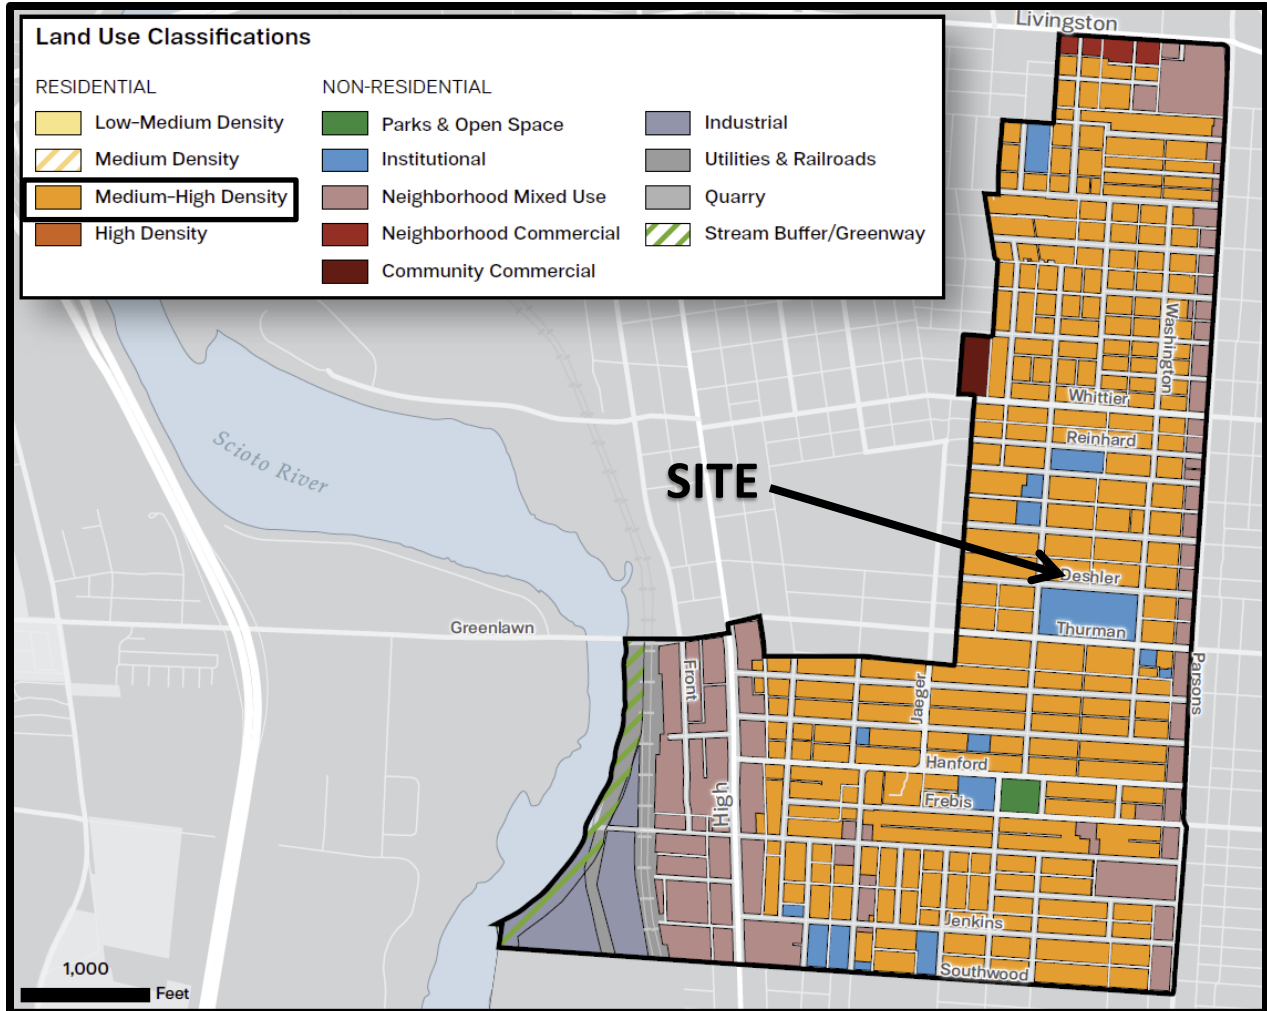 Livingston
Land Use Classifications
RESIDENTIAL
Low-Medium Density
Medium Density
Medium-High Density
High Density
NON-RESIDENTIAL
Parks & Open Space
Institutional
Neighborhood Mixed Use
Neighborhood Commercial
Community Commercial
Industrial
Utilities & Railroads
Quarry
Stream Buffer/Greenway
Washington
Whittier
Reinhard
Scioto River
SITE
Deshler
Greenlawn
Thurman
Front
Jaeger
Parsons
Hanford
High
Frebis
Jenkins
1,000
Feet
Southwood